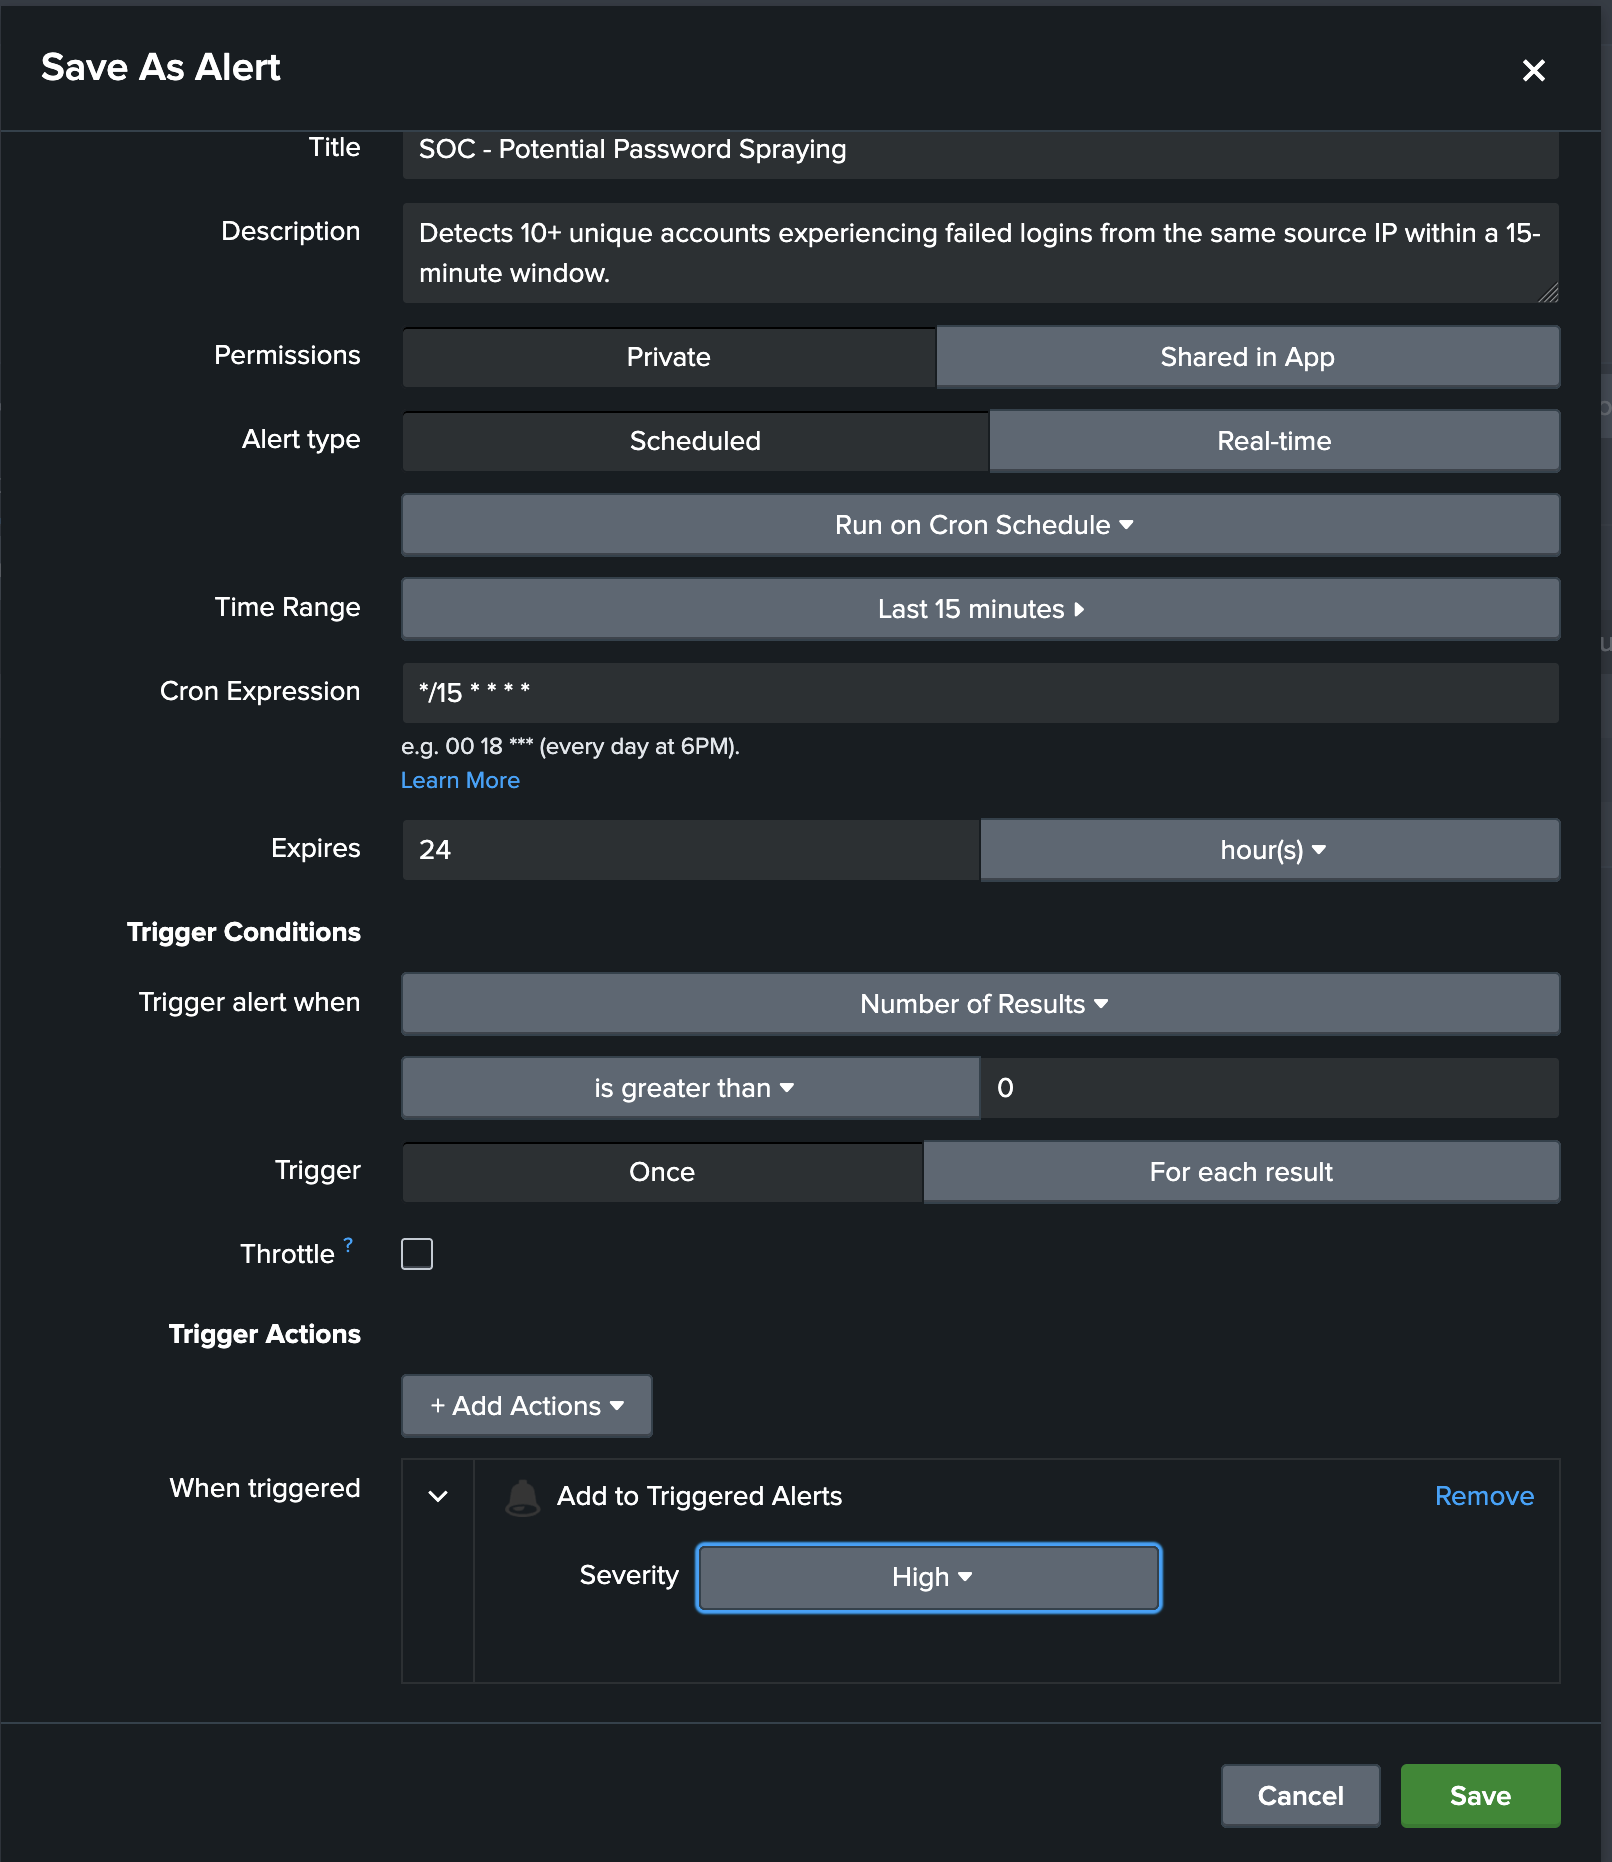 Save As Alert
Title
SOC - Potential Password Spraying
Description
Detects 10+ unique accounts experiencing failed logins from the same source IP within a 15-
minute window.
Permissions
Private
Shared in App
Alert type
Scheduled
Real-time
Run on Cron Schedule
Time Range
Last 15 minutes
Cron Expression
*/15 * * * *
e.g. 00 18 *** (every day at 6PM).
Learn More
Expires
24
hour(s)
Trigger Conditions
Trigger alert when
Number of Results
is greater than
0
Trigger
Once
For each result
Throttle ?
Trigger Actions
+ Add Actions
When triggered
Add to Triggered Alerts
Remove
Severity
High
Cancel
Save